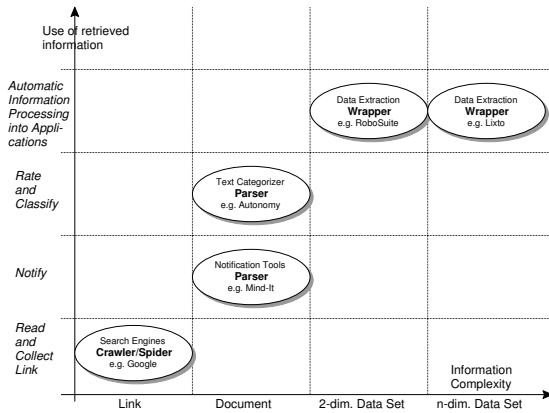 Use of retrieved
information
Automatic
Information
Processing
into Appli-
cations
Data Extraction
Wrapper
e.g. RoboSuite
Data Extraction
Wrapper
e.g. Lixto
Rate
and
Classify
Text Categorizer
Parser
e.g. Autonomy
Notify
Notification Tools
Parser
e.g. Mind-It
Read
and
Collect
Link
Search Engines
Crawler/Spider
e.g. Google
Information
Complexity
Link
Document
2-dim. Data Set
n-dim. Data Set